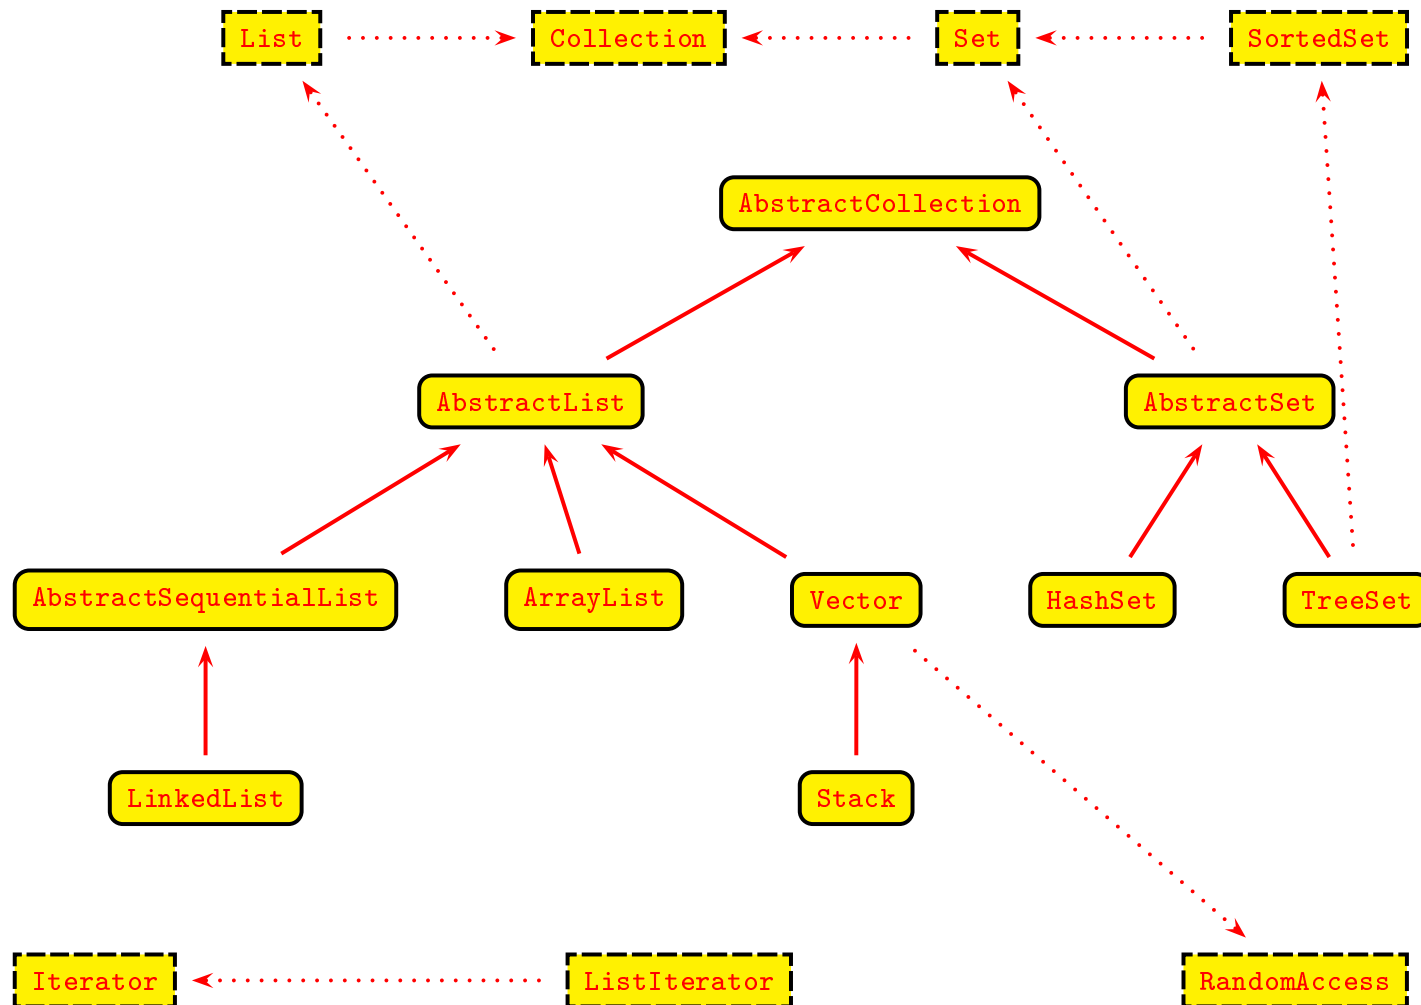 List Collection Set SortedSet
AbstractCollection
AbstractList AbstractSet
AbstractSequentialList ArrayList Vector HashSet TreeSet
LinkedList Stack
Iterator ListIterator RandomAccess